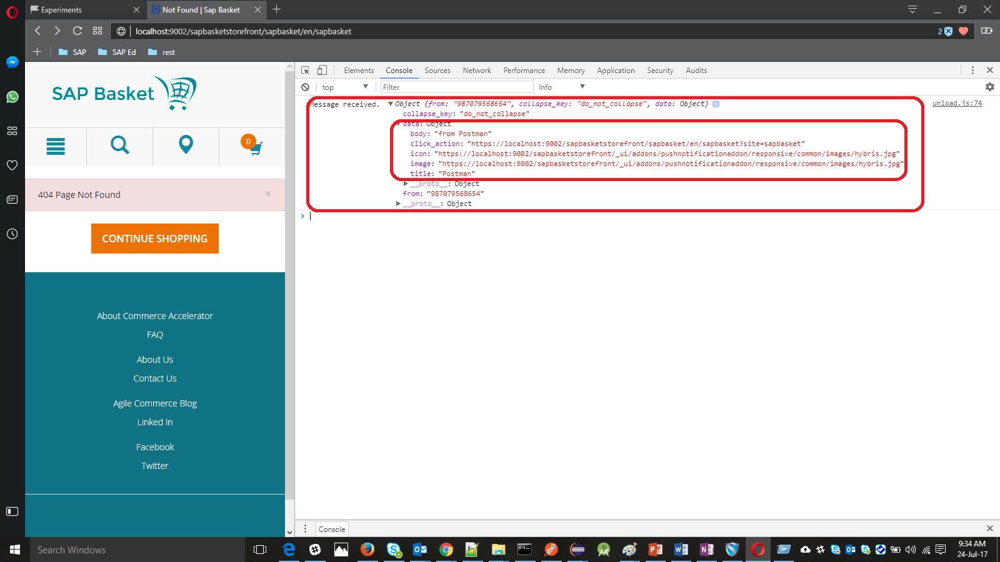 Experiments
Not Found | Sap Basket
localhost:9002/sapbasketstorefront/sapbasket/en/sapbasket
2
SAP
SAP Ed
rest
SAP Basket
0
404 Page Not Found
×
CONTINUE SHOPPING
About Commerce Accelerator
FAQ
About Us
Contact Us
Agile Commerce Blog
Linked In
Facebook
Twitter
Elements Console Sources Network Performance Memory Application Security Audits
top
Filter
Info
Message received. ▼Object {from: "987079568654", collapse_key: "do_not_collapse", data: Object} i
unload.js:74
collapse_key: "do_not_collapse"
▼data: Object
body: "from Postman"
click_action: "https://localhost:9002/sapbasketstorefront/sapbasket/en/sapbasket?site=sapbasket"
icon: "https://localhost:9002/sapbasketstorefront/_ui/addons/pushnotificationaddon/responsive/common/images/hybris.jpg"
image: "https://localhost:9002/sapbasketstorefront/_ui/addons/pushnotificationaddon/responsive/common/images/hybris.jpg"
title: "Postman"
▶__proto__: Object
from: "987079568654"
▶__proto__: Object
>
Console
Search Windows
9:34 AM
24-Jul-17